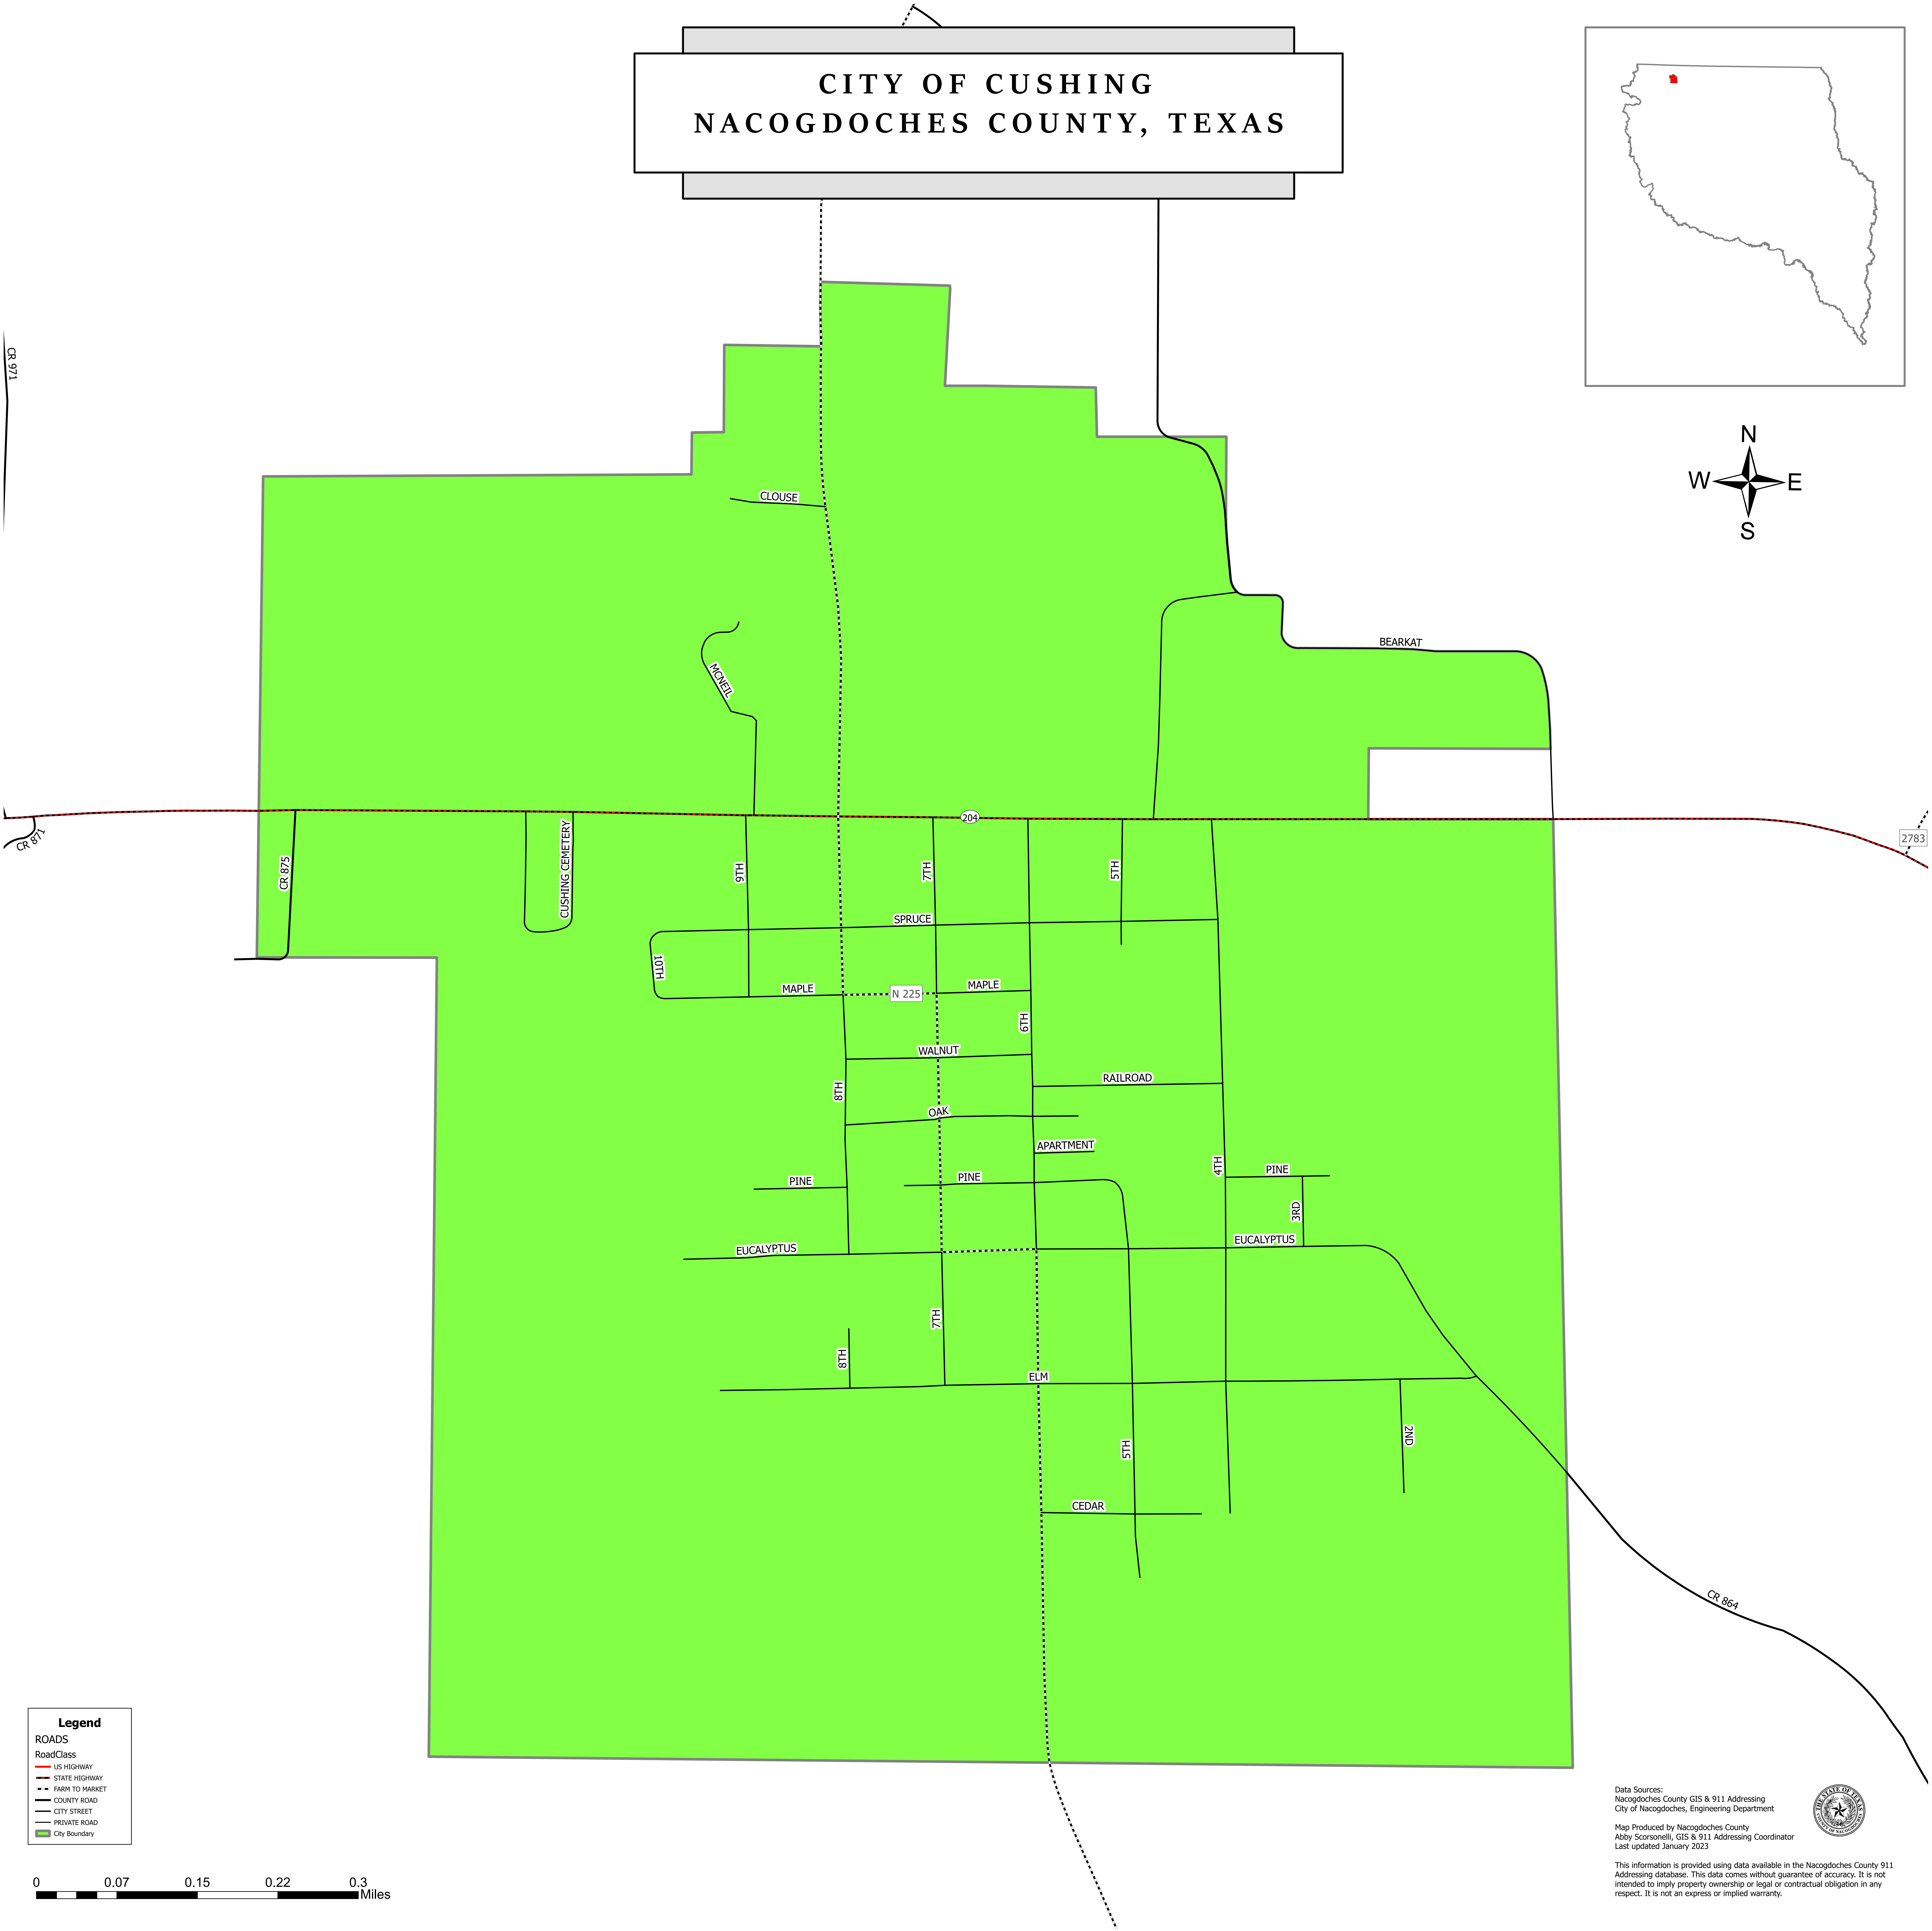 CITY OF CUSHING
NACOGDOCHES COUNTY, TEXAS
N
W
E
S
CR 971
CLOUSE
MCNEIL
BEARKAT
204
2783
CR 871
CR 875
CUSHING CEMETERY
9TH
7TH
5TH
SPRUCE
10TH
MAPLE
N 225
MAPLE
6TH
WALNUT
RAILROAD
8TH
OAK
APARTMENT
4TH
PINE
PINE
PINE
3RD
EUCALYPTUS
EUCALYPTUS
7TH
8TH
ELM
5TH
2ND
CEDAR
CR 864
Legend
ROADS
RoadClass
US HIGHWAY
STATE HIGHWAY
FARM TO MARKET
COUNTY ROAD
CITY STREET
PRIVATE ROAD
City Boundary
0 0.07 0.15 0.22 0.3
Miles
Data Sources:
Nacogdoches County GIS & 911 Addressing
City of Nacogdoches, Engineering Department
Map Produced by Nacogdoches County
Abby Scorsonelli, GIS & 911 Addressing Coordinator
Last updated January 2023
This information is provided using data available in the Nacogdoches County 911
Addressing database. This data comes without guarantee of accuracy. It is not
intended to imply property ownership or legal or contractual obligation in any
respect. It is not an express or implied warranty.
THE STATE OF TEXAS
COUNTY OF NACOGDOCHES